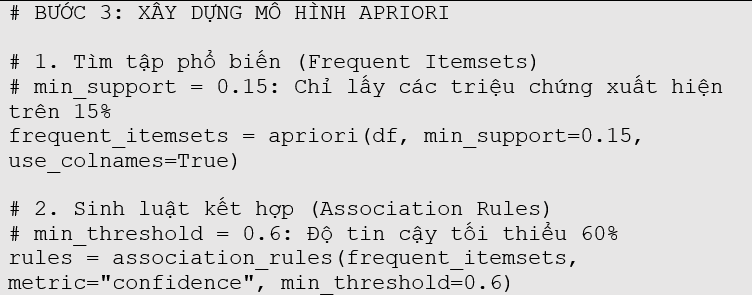 # BƯỚC 3: XÂY DỰNG MÔ HÌNH APRIORI
# 1. Tìm tập phổ biến (Frequent Itemsets)
# min_support = 0.15: Chỉ lấy các triệu chứng xuất hiện
trên 15%
frequent_itemsets = apriori(df, min_support=0.15,
use_colnames=True)
# 2. Sinh luật kết hợp (Association Rules)
# min_threshold = 0.6: Độ tin cậy tối thiểu 60%
rules = association_rules(frequent_itemsets,
metric="confidence", min_threshold=0.6)